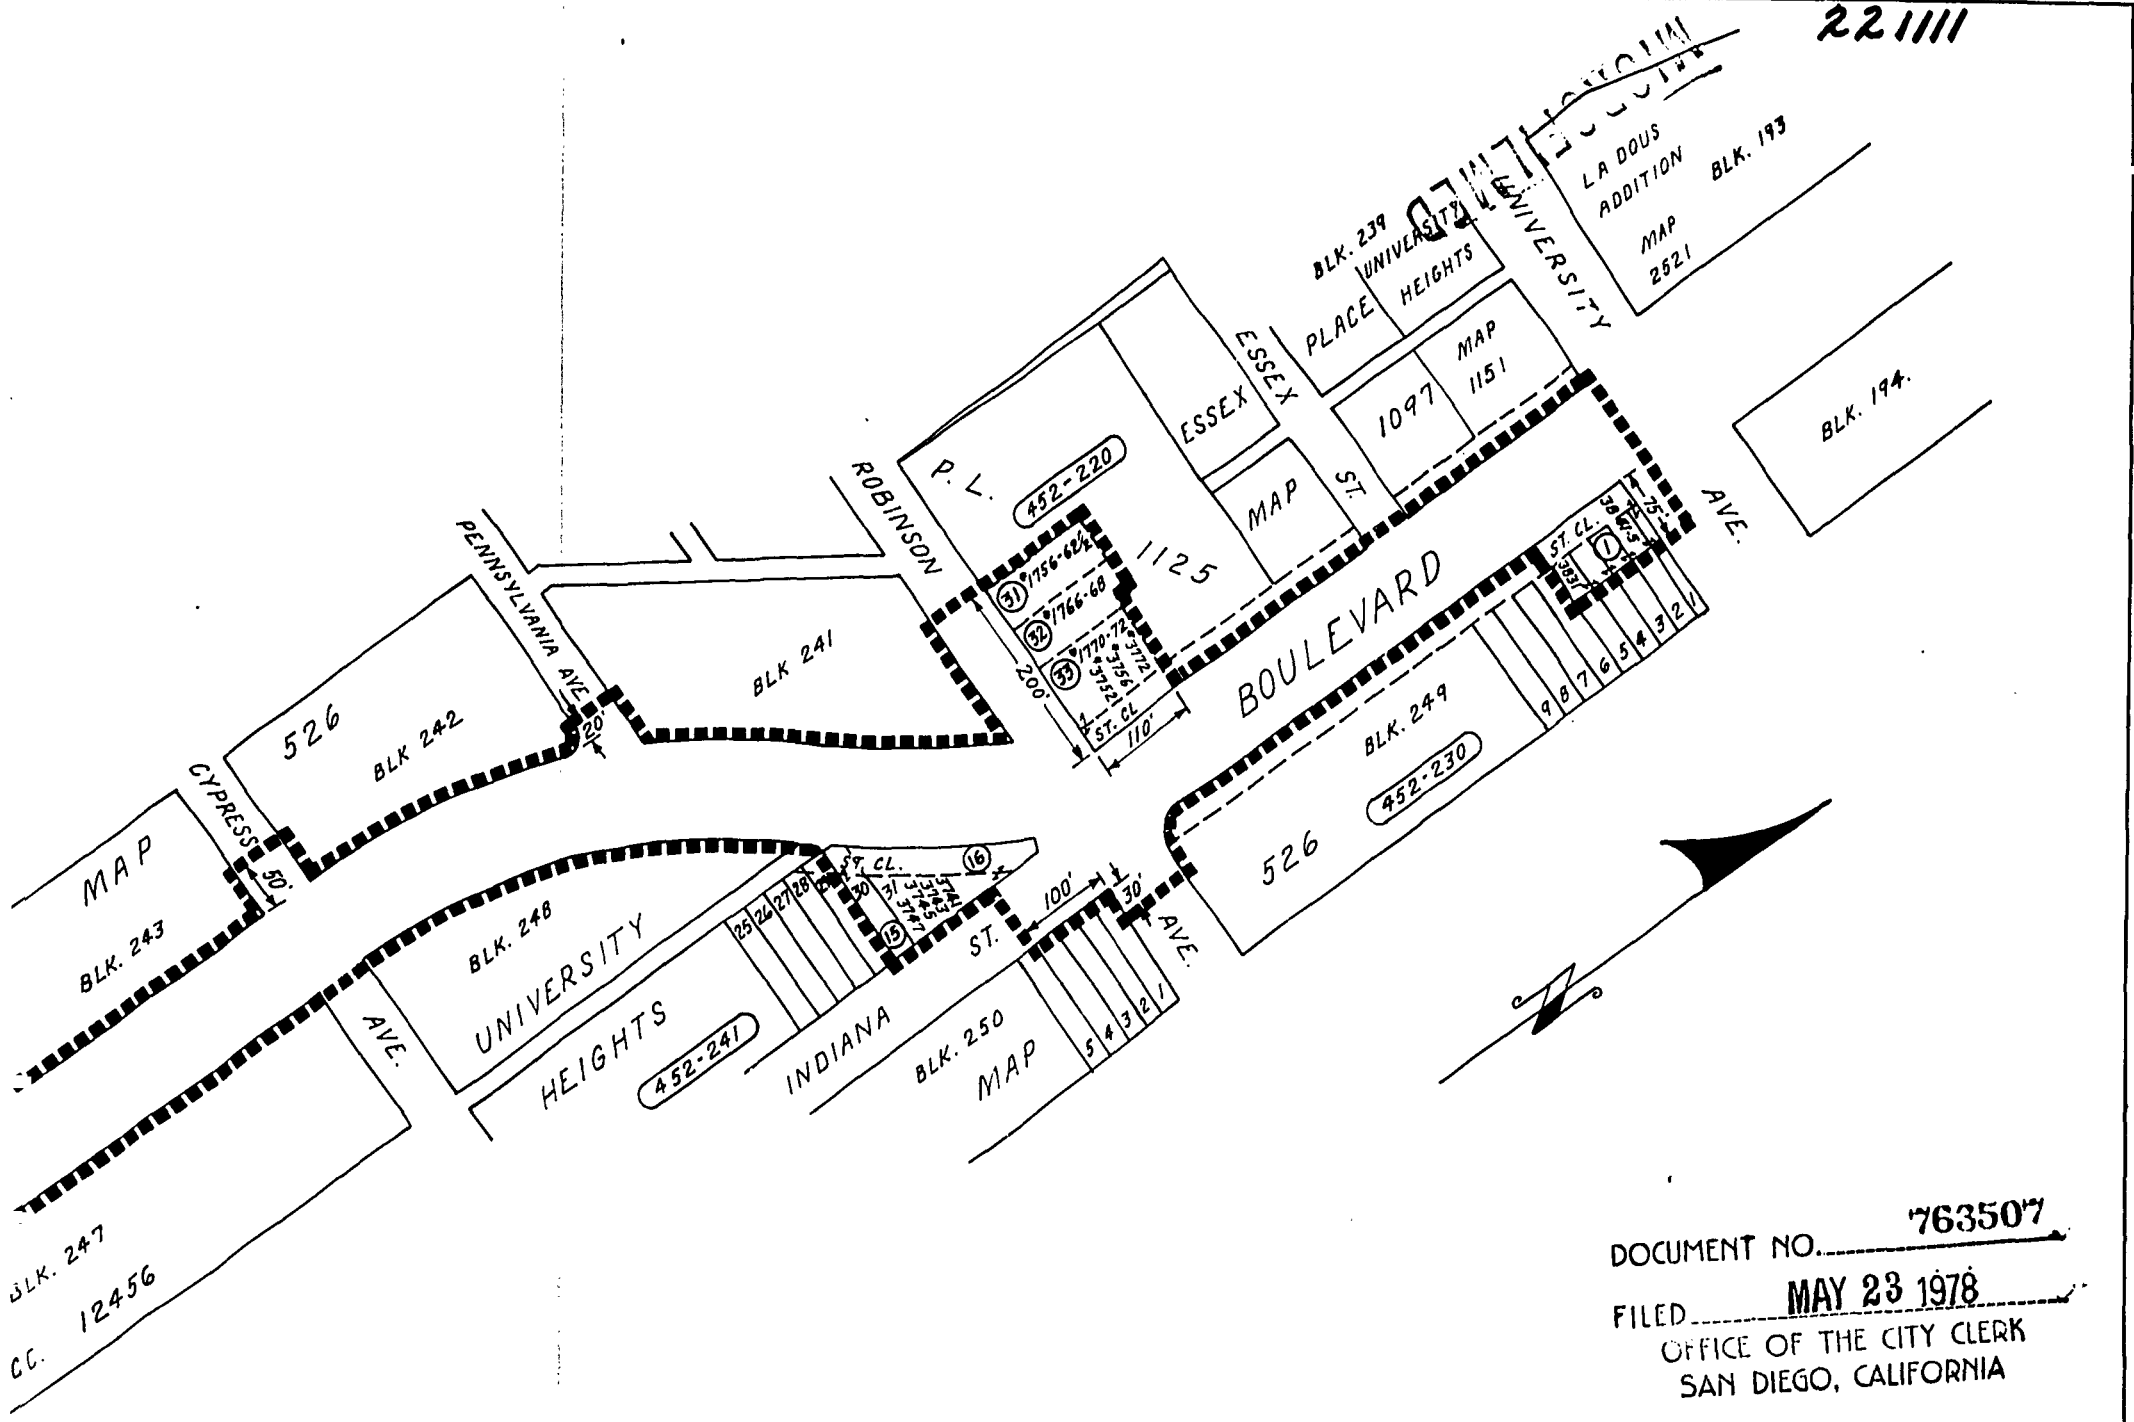 221111
LA DOUS
ADDITION
MAP
2521
BLK. 193
BLK. 239
UNIVERSITY
HEIGHTS
PLACE
UNIVERSITY
AVE.
MAP
1151
1097
BLK. 194.
ESSEX
ST.
ESSEX
MAP
1125
P. L.
452-220
ROBINSON
AVE.
31 #1756-62½
32 #1766-68
33 #1770-72
#3772
#3756
#3752
ST. CL
200'
110'
BOULEVARD
ST. CL.
1
3831
75'
PENNSYLVANIA AVE.
20'
BLK 241
526
BLK 242
CYPRESS
AVE.
50'
MAP
BLK. 243
9 8 7 6 5 4 3 2 1
BLK. 249
452-230
526
ST. CL.
16
25 26 27 28 29 30 31
3741
3743
3745
3747
15
100'
30'
BLK. 248
UNIVERSITY
HEIGHTS
452-241
INDIANA
ST.
BLK. 250
MAP
5 4 3 2 1
BLK. 247
12456
CC.
N
DOCUMENT NO. 763507
FILED MAY 23 1978
OFFICE OF THE CITY CLERK
SAN DIEGO, CALIFORNIA